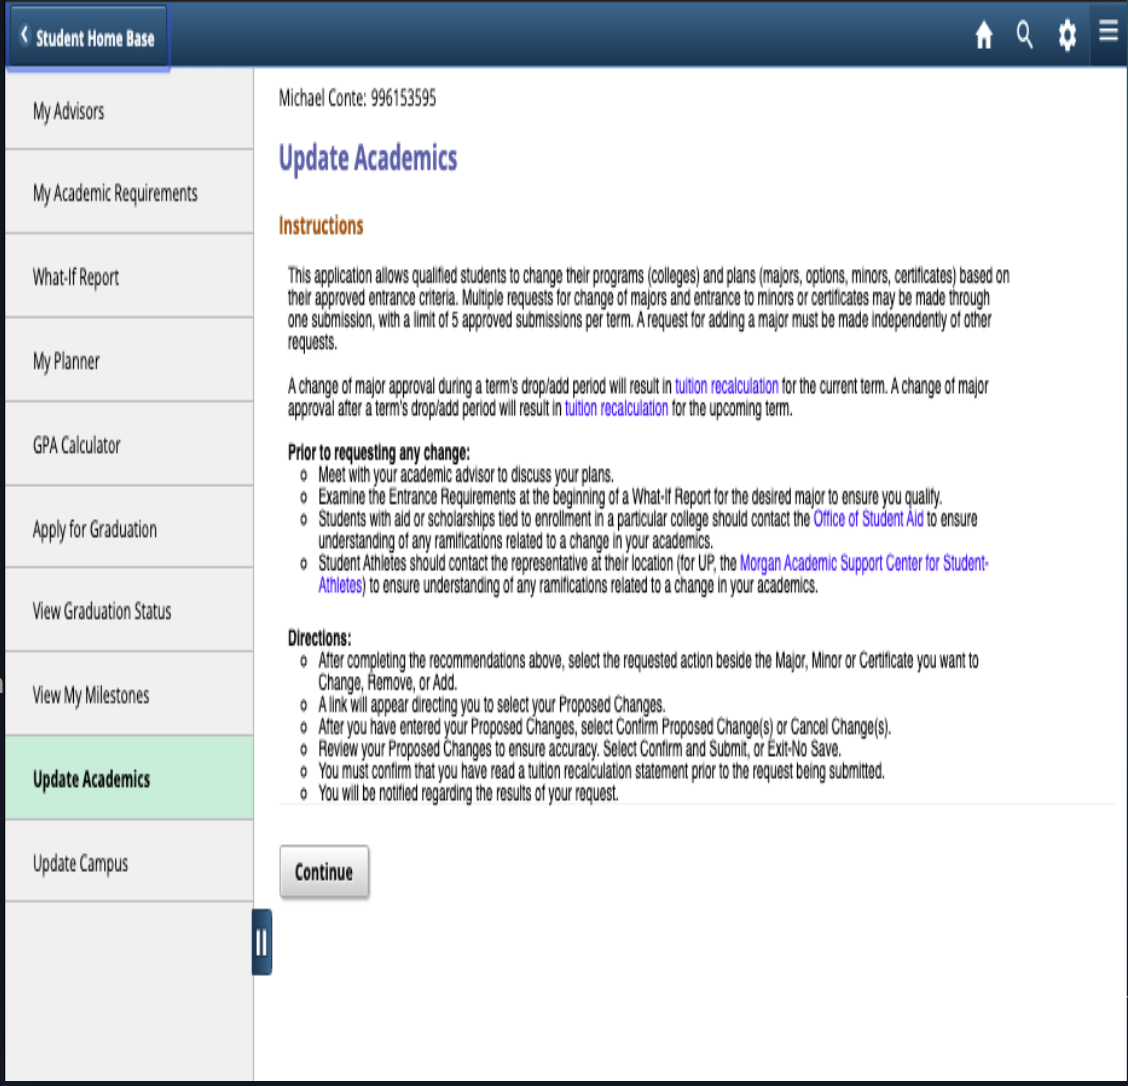 Student Home Base
My Advisors
My Academic Requirements
What-If Report
My Planner
GPA Calculator
Apply for Graduation
View Graduation Status
View My Milestones
Update Academics
Update Campus
Michael Conte: 996153595
Update Academics
Instructions
This application allows qualified students to change their programs (colleges) and plans (majors, options, minors, certificates) based on
their approved entrance criteria. Multiple requests for change of majors and entrance to minors or certificates may be made through
one submission, with a limit of 5 approved submissions per term. A request for adding a major must be made independently of other
requests.
A change of major approval during a term's drop/add period will result in tuition recalculation for the current term. A change of major
approval after a term's drop/add period will result in tuition recalculation for the upcoming term.
Prior to requesting any change:
Meet with your academic advisor to discuss your plans.
Examine the Entrance Requirements at the beginning of a What-If Report for the desired major to ensure you qualify.
Students with aid or scholarships tied to enrollment in a particular college should contact the Office of Student Aid to ensure
understanding of any ramifications related to a change in your academics.
Student Athletes should contact the representative at their location (for UP, the Morgan Academic Support Center for Student-
Athletes) to ensure understanding of any ramifications related to a change in your academics.
Directions:
After completing the recommendations above, select the requested action beside the Major, Minor or Certificate you want to
Change, Remove, or Add.
A link will appear directing you to select your Proposed Changes.
After you have entered your Proposed Changes, select Confirm Proposed Change(s) or Cancel Change(s).
Review your Proposed Changes to ensure accuracy. Select Confirm and Submit, or Exit-No Save.
You must confirm that you have read a tuition recalculation statement prior to the request being submitted.
You will be notified regarding the results of your request.
Continue